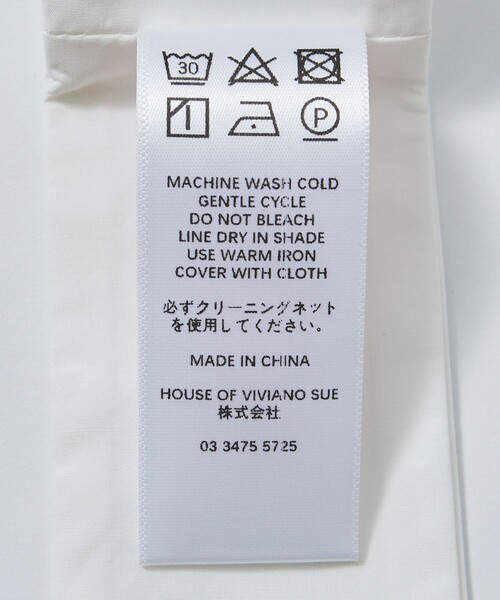 30
P
MACHINE WASH COLD
GENTLE CYCLE
DO NOT BLEACH
LINE DRY IN SHADE
USE WARM IRON
COVER WITH CLOTH
必ずクリーニングネット
を使用してください。
MADE IN CHINA
HOUSE OF VIVIANO SUE
株式会社
03 3475 5725